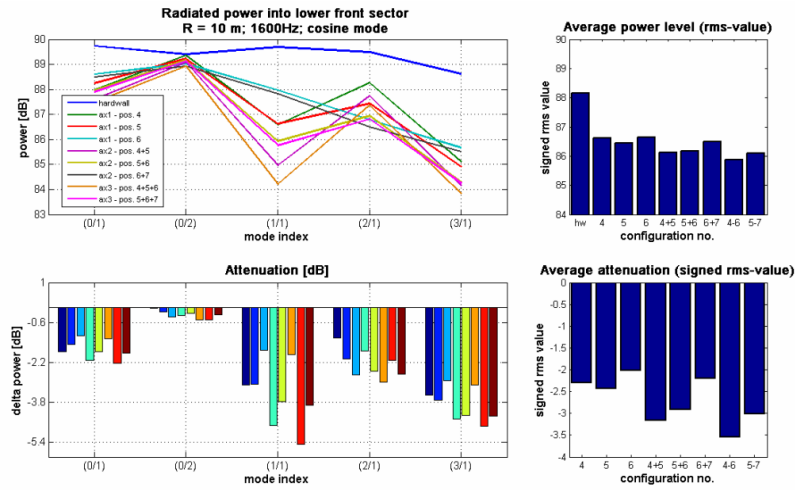 Radiated power into lower front sector
R = 10 m; 1600Hz; cosine mode
90
89
88
87
86
85
84
83
power [dB]
hardwall
ax1 - pos. 4
ax1 - pos. 5
ax1 - pos. 6
ax2 - pos. 4+5
ax2 - pos. 5+6
ax2 - pos. 6+7
ax3 - pos. 4+5+6
ax3 - pos. 5+6+7
(0/1) (0/2) (1/1) (2/1) (3/1)
mode index
Average power level (rms-value)
90
89
88
87
86
85
84
signed rms value
hw 4 5 6 4+5 5+6 6+7 4-6 5-7
configuration no.
Attenuation [dB]
1
-0.6
-2.2
-3.8
-5.4
delta power [dB]
(0/1) (0/2) (1/1) (2/1) (3/1)
mode index
Average attenuation (signed rms-value)
0
-0.5
-1
-1.5
-2
-2.5
-3
-3.5
-4
signed rms value
4 5 6 4+5 5+6 6+7 4-6 5-7
configuration no.